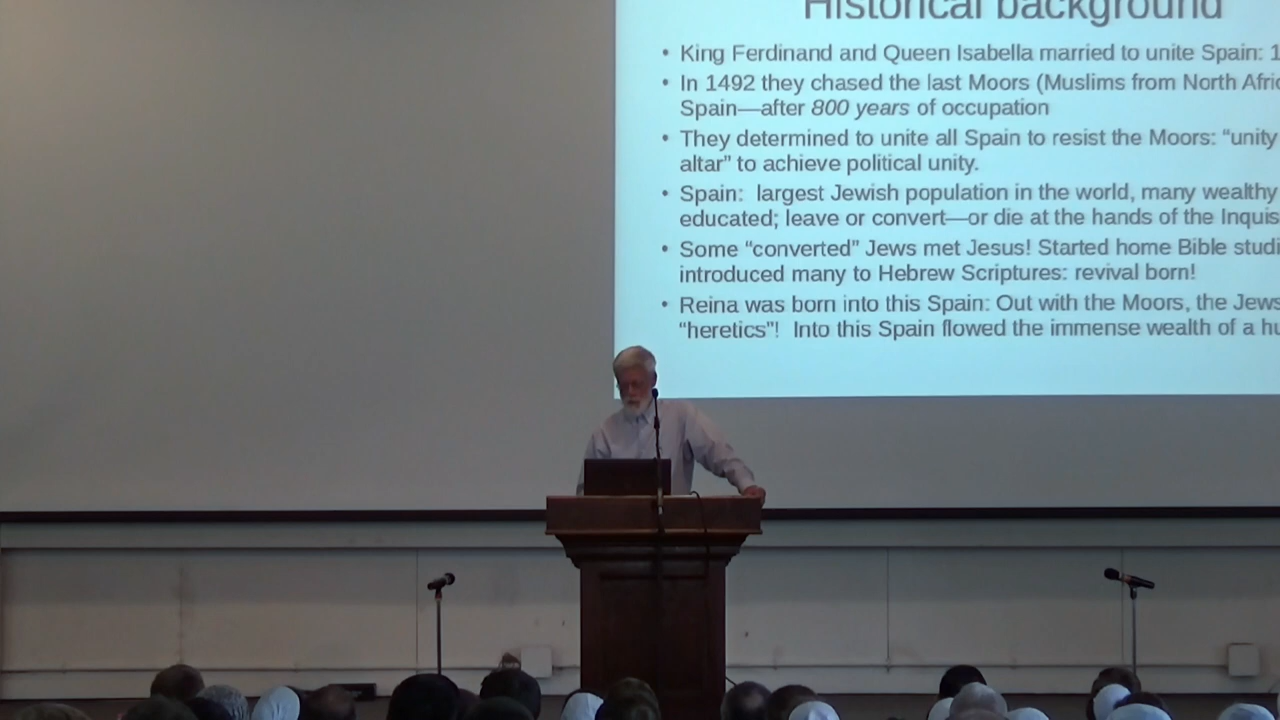 Historical background
• King Ferdinand and Queen Isabella married to unite Spain: 1
• In 1492 they chased the last Moors (Muslims from North Afric
Spain—after 800 years of occupation
• They determined to unite all Spain to resist the Moors: “unity
altar” to achieve political unity.
• Spain:  largest Jewish population in the world, many wealthy
educated; leave or convert—or die at the hands of the Inquis
• Some “converted” Jews met Jesus! Started home Bible studi
introduced many to Hebrew Scriptures: revival born!
• Reina was born into this Spain: Out with the Moors, the Jews
“heretics”!  Into this Spain flowed the immense wealth of a hu